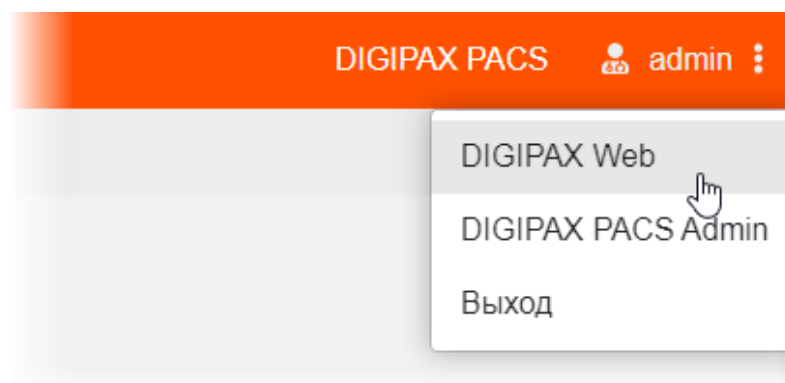 DIGIPAX PACS admin
DIGIPAX Web
DIGIPAX PACS Admin
Выход